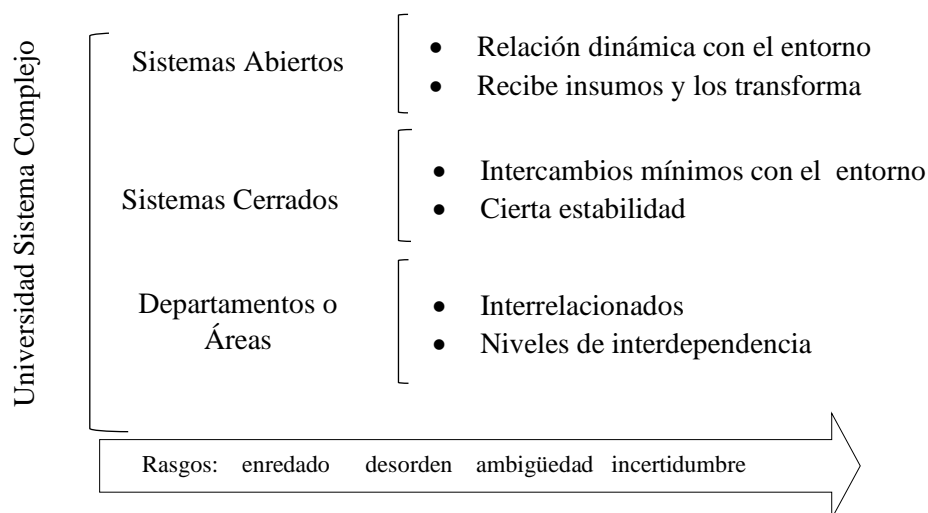 Universidad Sistema Complejo
Sistemas Abiertos
• Relación dinámica con el entorno
• Recibe insumos y los transforma
Sistemas Cerrados
• Intercambios mínimos con el entorno
• Cierta estabilidad
Departamentos o
Áreas
• Interrelacionados
• Niveles de interdependencia
Rasgos: enredado desorden ambigüedad incertidumbre